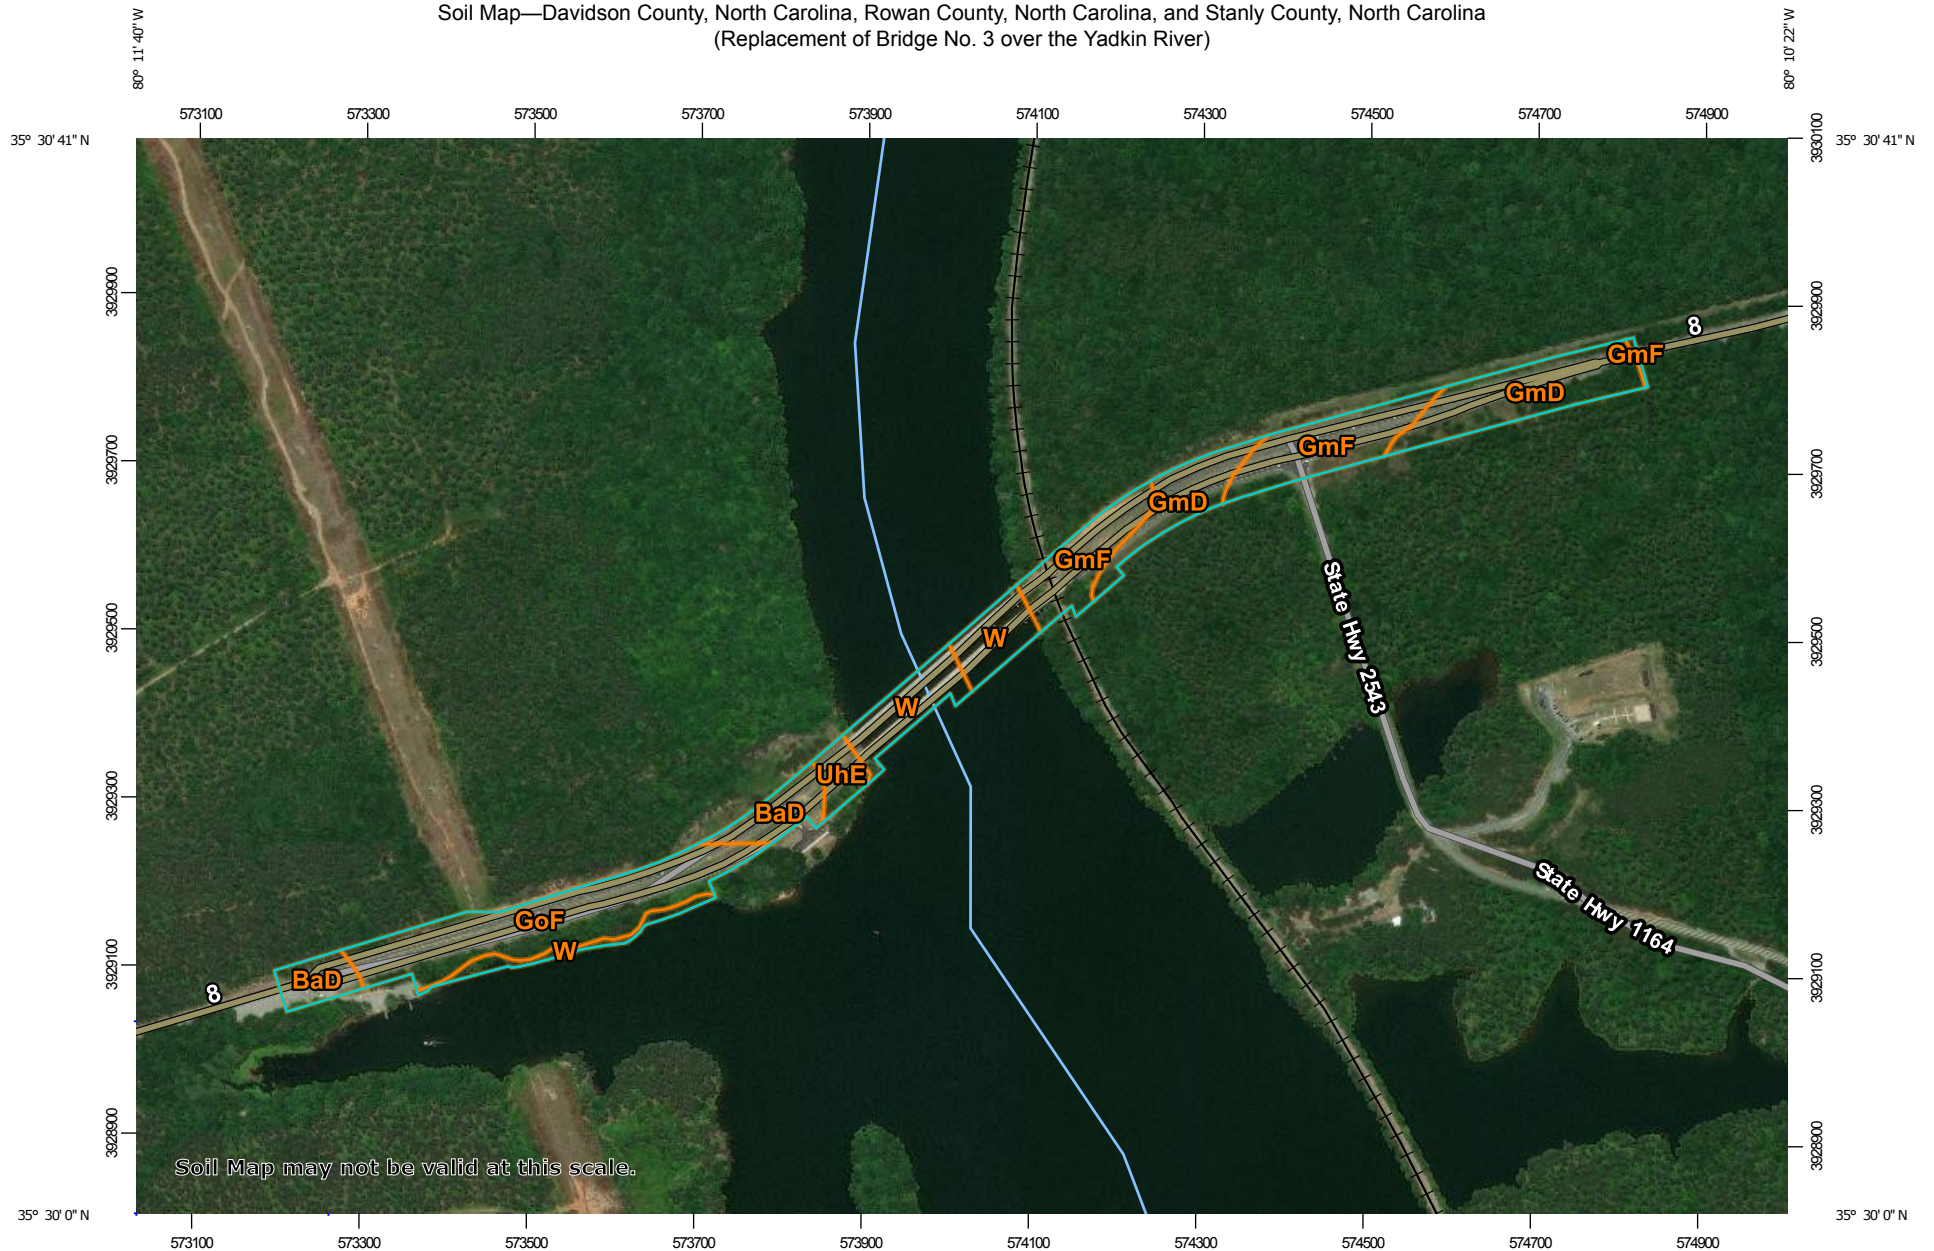 Soil Map—Davidson County, North Carolina, Rowan County, North Carolina, and Stanly County, North Carolina
(Replacement of Bridge No. 3 over the Yadkin River)
80° 11' 40'' W
80° 10' 22'' W
573100 573300 573500 573700 573900 574100 574300 574500 574700 574900
35° 30' 41'' N
35° 30' 41'' N
3930100
3929900
3929900
8
GmF
GmD
GmF
3929700
3929700
GmD
GmF
State Hwy 2543
3929500
3929500
W
W
UhE
BaD
3929300
3929300
State Hwy 1164
GoF
W
BaD
8
3929100
3929100
3928900
3928900
Soil Map may not be valid at this scale.
35° 30' 0'' N
35° 30' 0'' N
573100 573300 573500 573700 573900 574100 574300 574500 574700 574900